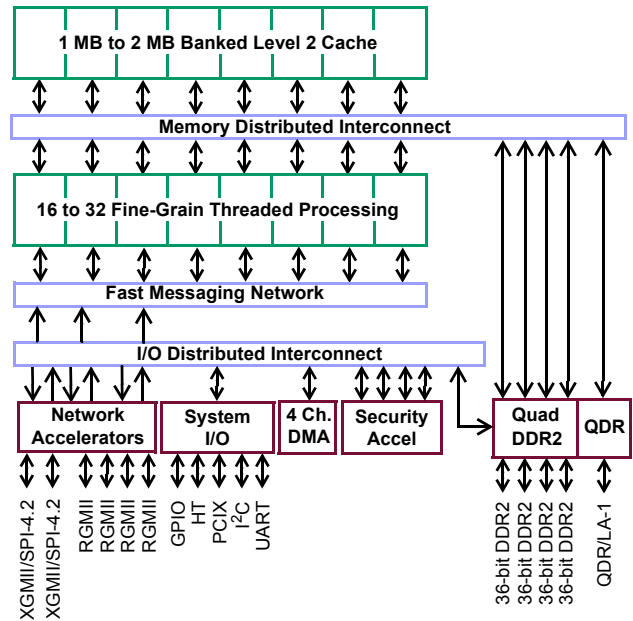 1 MB to 2 MB Banked Level 2 Cache
Memory Distributed Interconnect
16 to 32 Fine-Grain Threaded Processing
Fast Messaging Network
I/O Distributed Interconnect
Network
Accelerators
System
I/O
4 Ch.
DMA
Security
Accel
Quad
DDR2
QDR
XGMII/SPI-4.2
XGMII/SPI-4.2
RGMII
RGMII
RGMII
RGMII
GPIO
HT
PCIX
I²C
UART
36-bit DDR2
36-bit DDR2
36-bit DDR2
36-bit DDR2
QDR/LA-1